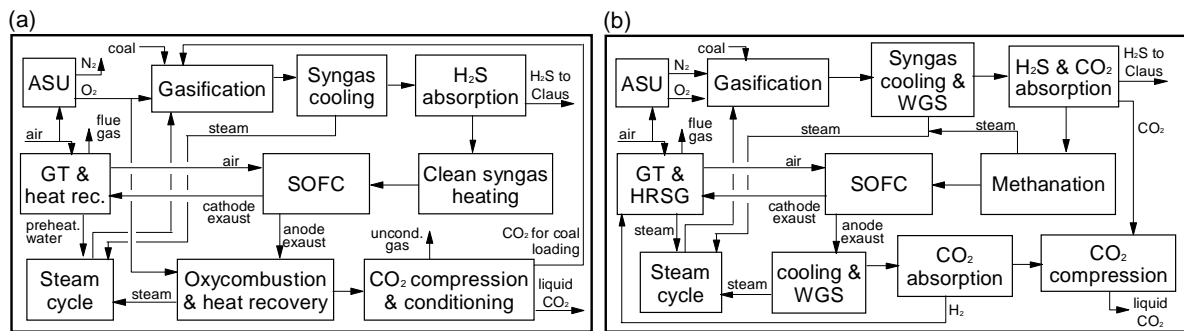 (a)
coal
N₂
ASU
O₂
Gasification
Syngas
cooling
H₂S
absorption
H₂S to
Claus
air
flue
gas
steam
GT &
heat rec.
air
SOFC
Clean syngas
heating
cathode
exaust
preheat.
water
anode
exaust
uncond.
gas
CO₂ for coal
loading
Steam
cycle
steam
Oxycombustion
& heat recovery
CO₂ compression
& conditioning
liquid
CO₂
(b)
coal
N₂
ASU
O₂
Gasification
Syngas
cooling &
WGS
H₂S & CO₂
absorption
H₂S to
Claus
air
flue
gas
steam
steam
CO₂
GT &
HRSG
air
SOFC
Methanation
cathode
exaust
steam
anode
exaust
Steam
cycle
steam
cooling &
WGS
CO₂
absorption
CO₂
compression
H₂
liquid
CO₂